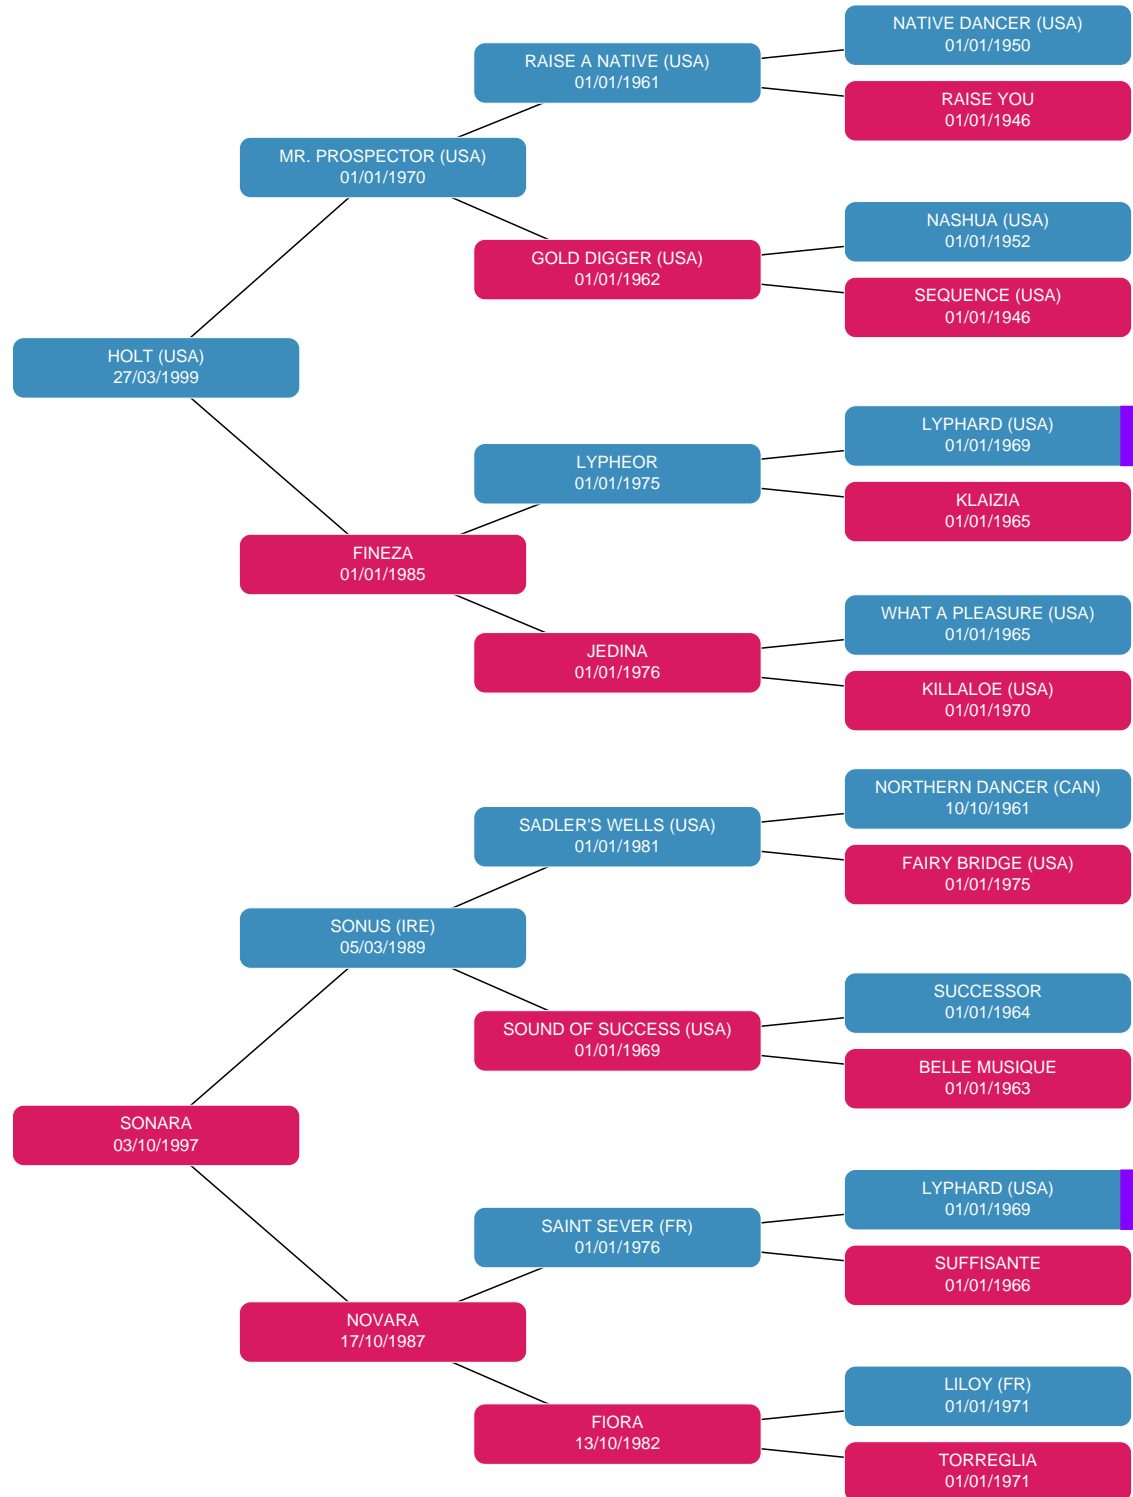 NATIVE DANCER (USA)
01/01/1950
RAISE A NATIVE (USA)
01/01/1961
RAISE YOU
01/01/1946
MR. PROSPECTOR (USA)
01/01/1970
NASHUA (USA)
01/01/1952
GOLD DIGGER (USA)
01/01/1962
SEQUENCE (USA)
01/01/1946
HOLT (USA)
27/03/1999
LYPHARD (USA)
01/01/1969
LYPHEOR
01/01/1975
KLAIZIA
01/01/1965
FINEZA
01/01/1985
WHAT A PLEASURE (USA)
01/01/1965
JEDINA
01/01/1976
KILLALOE (USA)
01/01/1970
NORTHERN DANCER (CAN)
10/10/1961
SADLER'S WELLS (USA)
01/01/1981
FAIRY BRIDGE (USA)
01/01/1975
SONUS (IRE)
05/03/1989
SUCCESSOR
01/01/1964
SOUND OF SUCCESS (USA)
01/01/1969
BELLE MUSIQUE
01/01/1963
SONARA
03/10/1997
LYPHARD (USA)
01/01/1969
SAINT SEVER (FR)
01/01/1976
SUFFISANTE
01/01/1966
NOVARA
17/10/1987
LILOY (FR)
01/01/1971
FIORA
13/10/1982
TORREGLIA
01/01/1971